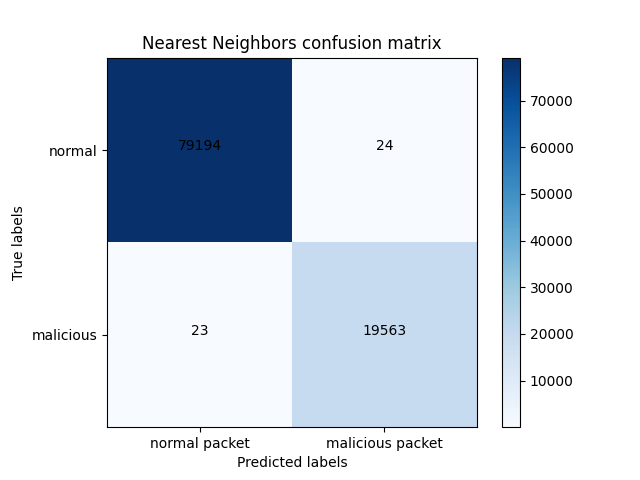 Nearest Neighbors confusion matrix
True labels
normal
malicious
79194
24
23
19563
normal packet
malicious packet
Predicted labels
70000
60000
50000
40000
30000
20000
10000